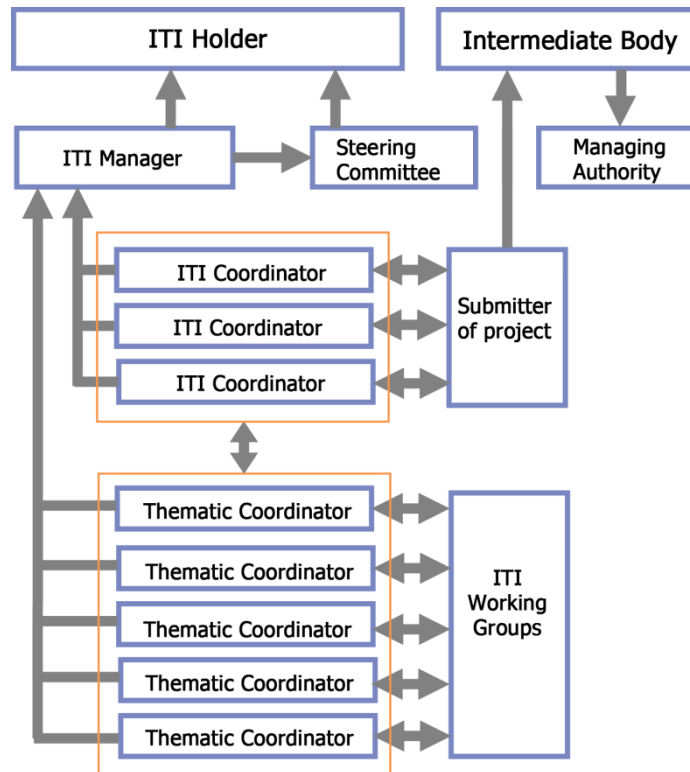 ITI Holder
Intermediate Body
ITI Manager
Steering
Committee
Managing
Authority
ITI Coordinator
ITI Coordinator
ITI Coordinator
Submitter
of project
Thematic Coordinator
Thematic Coordinator
Thematic Coordinator
Thematic Coordinator
Thematic Coordinator
ITI
Working
Groups